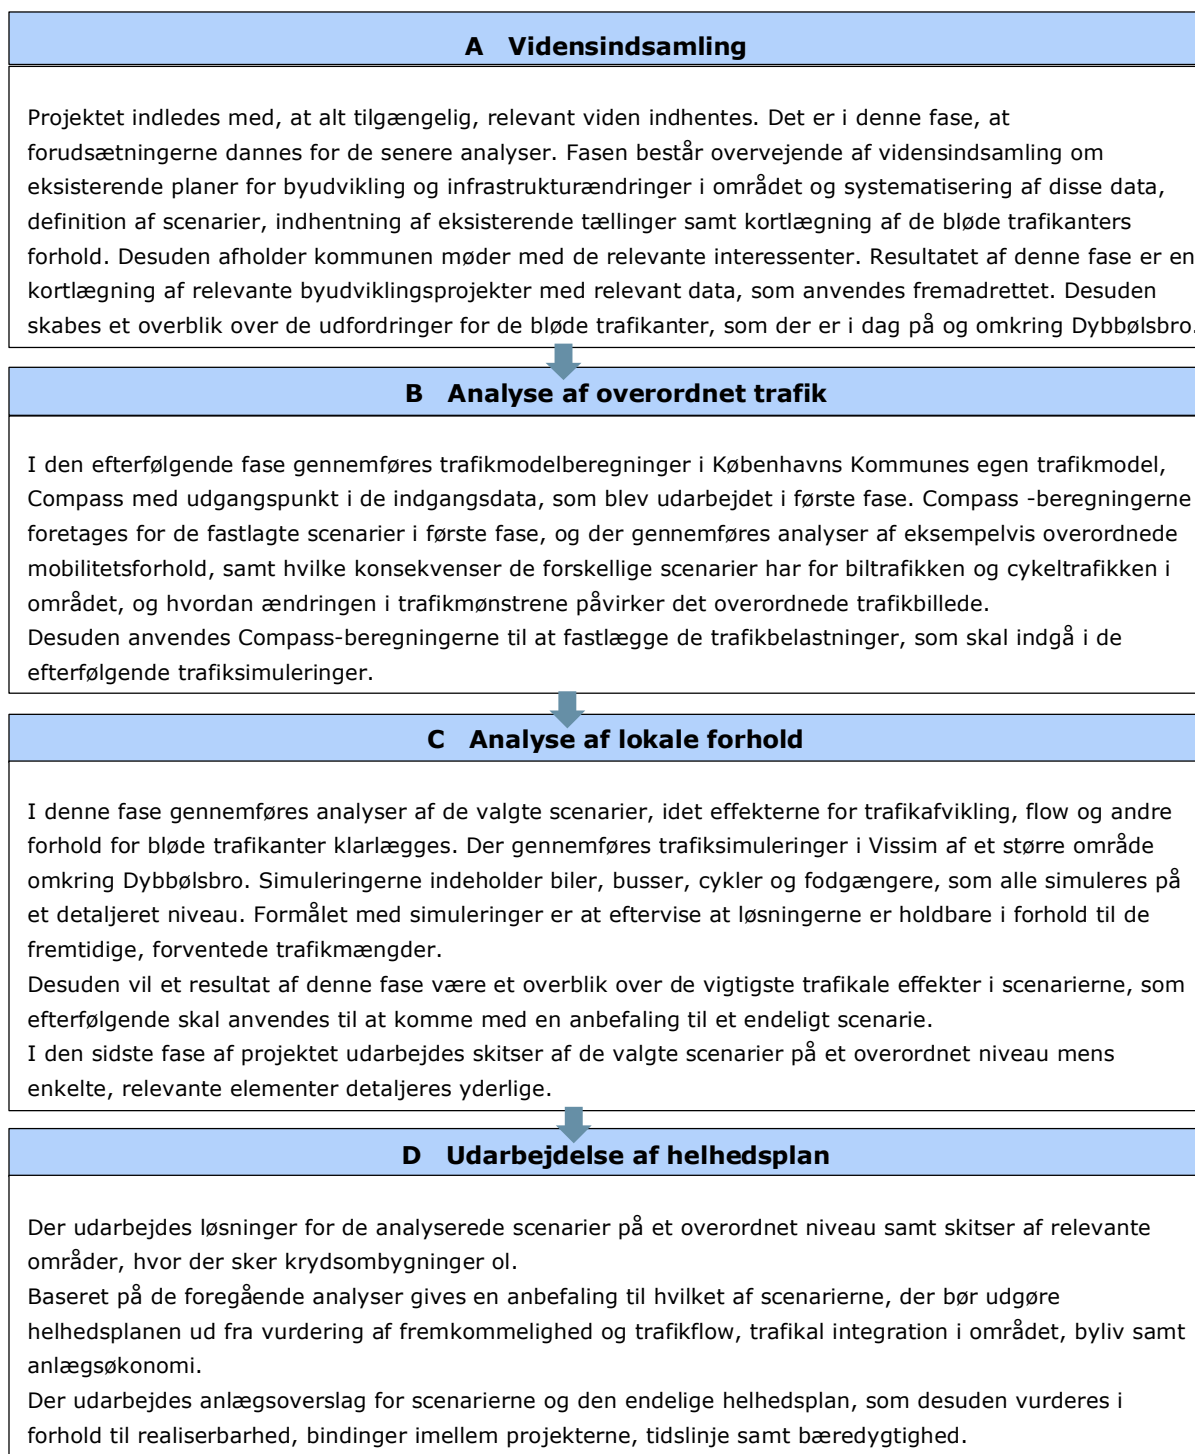 A Vidensindsamling
Projektet indledes med, at alt tilgængelig, relevant viden indhentes. Det er i denne fase, at
forudsætningerne dannes for de senere analyser. Fasen består overvejende af vidensindsamling om
eksisterende planer for byudvikling og infrastrukturændringer i området og systematisering af disse data,
definition af scenarier, indhentning af eksisterende tællinger samt kortlægning af de bløde trafikanters
forhold. Desuden afholder kommunen møder med de relevante interessenter. Resultatet af denne fase er en
kortlægning af relevante byudviklingsprojekter med relevant data, som anvendes fremadrettet. Desuden
skabes et overblik over de udfordringer for de bløde trafikanter, som der er i dag på og omkring Dybbølsbro.
B Analyse af overordnet trafik
I den efterfølgende fase gennemføres trafikmodelberegninger i Københavns Kommunes egen trafikmodel,
Compass med udgangspunkt i de indgangsdata, som blev udarbejdet i første fase. Compass -beregningerne
foretages for de fastlagte scenarier i første fase, og der gennemføres analyser af eksempelvis overordnede
mobilitetsforhold, samt hvilke konsekvenser de forskellige scenarier har for biltrafikken og cykeltrafikken i
området, og hvordan ændringen i trafikmønstrene påvirker det overordnede trafikbillede.
Desuden anvendes Compass-beregningerne til at fastlægge de trafikbelastninger, som skal indgå i de
efterfølgende trafiksimuleringer.
C Analyse af lokale forhold
I denne fase gennemføres analyser af de valgte scenarier, idet effekterne for trafikafvikling, flow og andre
forhold for bløde trafikanter klarlægges. Der gennemføres trafiksimuleringer i Vissim af et større område
omkring Dybbølsbro. Simuleringerne indeholder biler, busser, cykler og fodgængere, som alle simuleres på
et detaljeret niveau. Formålet med simuleringer er at eftervise at løsningerne er holdbare i forhold til de
fremtidige, forventede trafikmængder.
Desuden vil et resultat af denne fase være et overblik over de vigtigste trafikale effekter i scenarierne, som
efterfølgende skal anvendes til at komme med en anbefaling til et endeligt scenarie.
I den sidste fase af projektet udarbejdes skitser af de valgte scenarier på et overordnet niveau mens
enkelte, relevante elementer detaljeres yderlige.
D Udarbejdelse af helhedsplan
Der udarbejdes løsninger for de analyserede scenarier på et overordnet niveau samt skitser af relevante
områder, hvor der sker krydsombygninger ol.
Baseret på de foregående analyser gives en anbefaling til hvilket af scenarierne, der bør udgøre
helhedsplanen ud fra vurdering af fremkommelighed og trafikflow, trafikal integration i området, byliv samt
anlægsøkonomi.
Der udarbejdes anlægsoverslag for scenarierne og den endelige helhedsplan, som desuden vurderes i
forhold til realiserbarhed, bindinger imellem projekterne, tidslinje samt bæredygtighed.